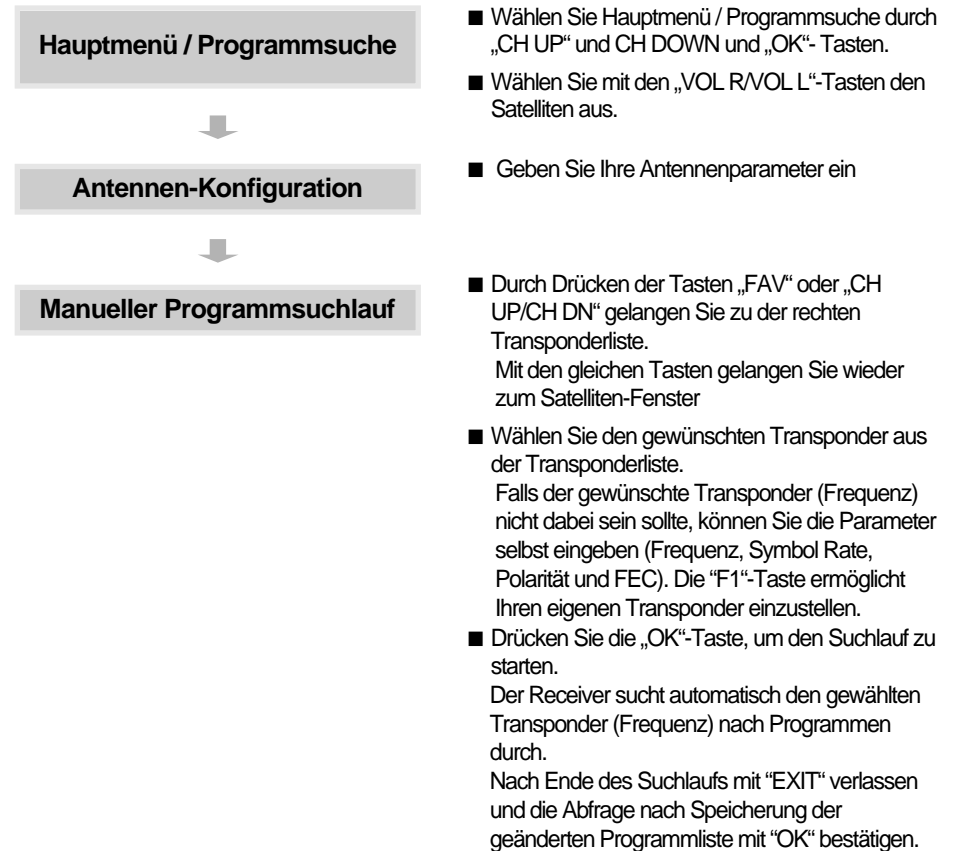 Hauptmenü / Programmsuche
■ Wählen Sie Hauptmenü / Programmsuche durch
„CH UP“ und CH DOWN und „OK“- Tasten.
■ Wählen Sie mit den „VOL R/VOL L“-Tasten den
Satelliten aus.
Antennen-Konfiguration
■ Geben Sie Ihre Antennenparameter ein
Manueller Programmsuchlauf
■ Durch Drücken der Tasten „FAV“ oder „CH
UP/CH DN“ gelangen Sie zu der rechten
Transponderliste.
Mit den gleichen Tasten gelangen Sie wieder
zum Satelliten-Fenster
■ Wählen Sie den gewünschten Transponder aus
der Transponderliste.
Falls der gewünschte Transponder (Frequenz)
nicht dabei sein sollte, können Sie die Parameter
selbst eingeben (Frequenz, Symbol Rate,
Polarität und FEC). Die “F1“-Taste ermöglicht
Ihren eigenen Transponder einzustellen.
■ Drücken Sie die „OK“-Taste, um den Suchlauf zu
starten.
Der Receiver sucht automatisch den gewählten
Transponder (Frequenz) nach Programmen
durch.
Nach Ende des Suchlaufs mit “EXIT“ verlassen
und die Abfrage nach Speicherung der
geänderten Programmliste mit “OK“ bestätigen.